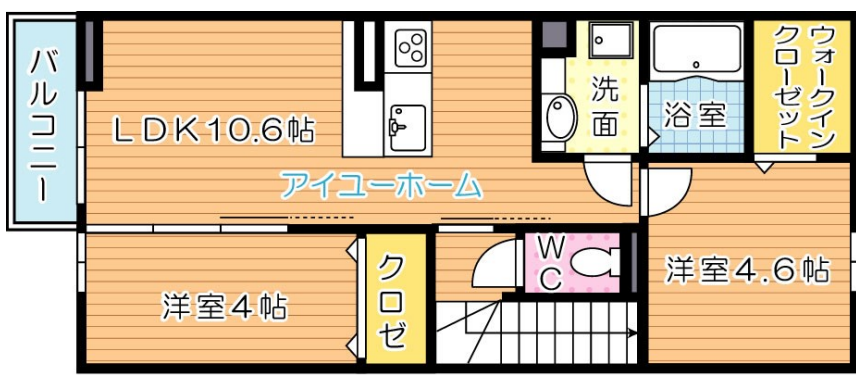 バルコニー
LDK10.6帖
洗面
浴室
ウォークイン
クローゼット
アイユーホーム
洋室4帖
クロゼ
WC
洋室4.6帖